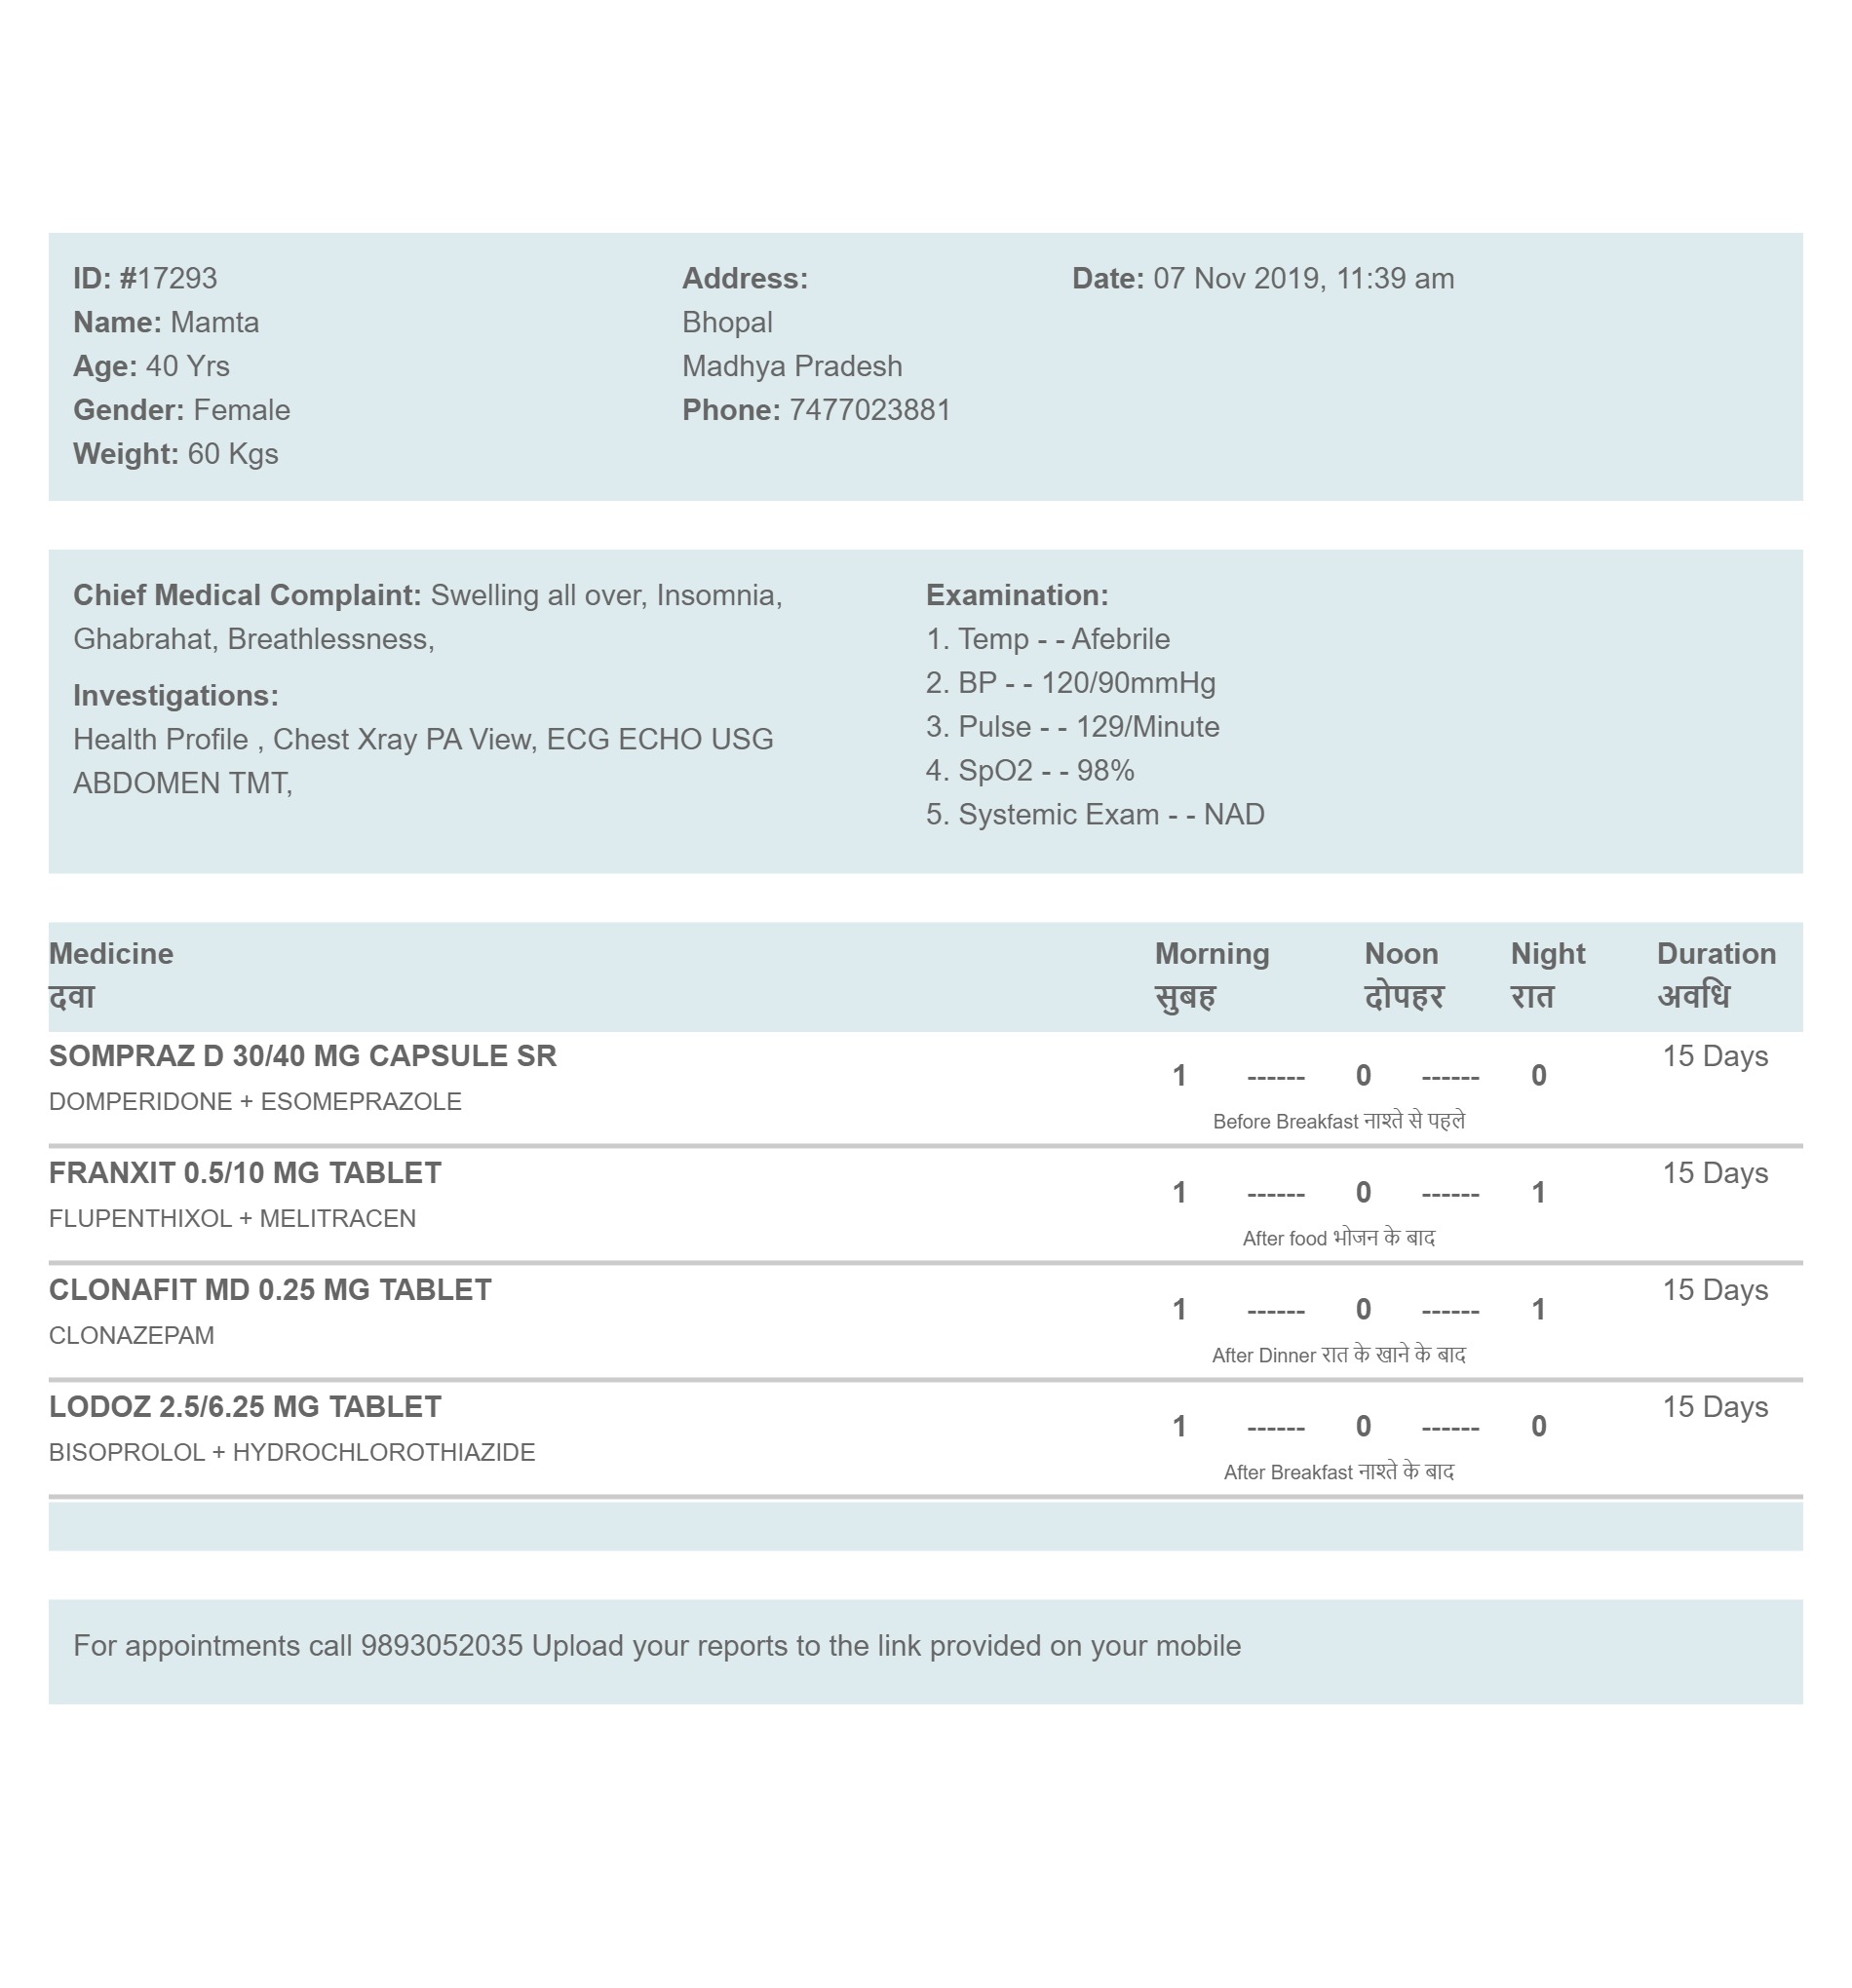 ID: #17293
Name: Mamta
Age: 40 Yrs
Gender: Female
Weight: 60 Kgs
Address:
Bhopal
Madhya Pradesh
Phone: 7477023881
Date: 07 Nov 2019, 11:39 am
Chief Medical Complaint: Swelling all over, Insomnia,
Ghabrahat, Breathlessness,
Investigations:
Health Profile , Chest Xray PA View, ECG ECHO USG
ABDOMEN TMT,
Examination:
1. Temp - - Afebrile
2. BP - - 120/90mmHg
3. Pulse - - 129/Minute
4. SpO2 - - 98%
5. Systemic Exam - - NAD
Medicine Morning Noon Night Duration
दवा सुबह दोपहर रात अवधि
SOMPRAZ D 30/40 MG CAPSULE SR 15 Days
1 ------ 0 ------ 0
DOMPERIDONE + ESOMEPRAZOLE
Before Breakfast नाश्ते से पहले
FRANXIT 0.5/10 MG TABLET 15 Days
1 ------ 0 ------ 1
FLUPENTHIXOL + MELITRACEN
After food भोजन के बाद
CLONAFIT MD 0.25 MG TABLET 15 Days
1 ------ 0 ------ 1
CLONAZEPAM
After Dinner रात के खाने के बाद
LODOZ 2.5/6.25 MG TABLET 15 Days
1 ------ 0 ------ 0
BISOPROLOL + HYDROCHLOROTHIAZIDE
After Breakfast नाश्ते के बाद
For appointments call 9893052035 Upload your reports to the link provided on your mobile